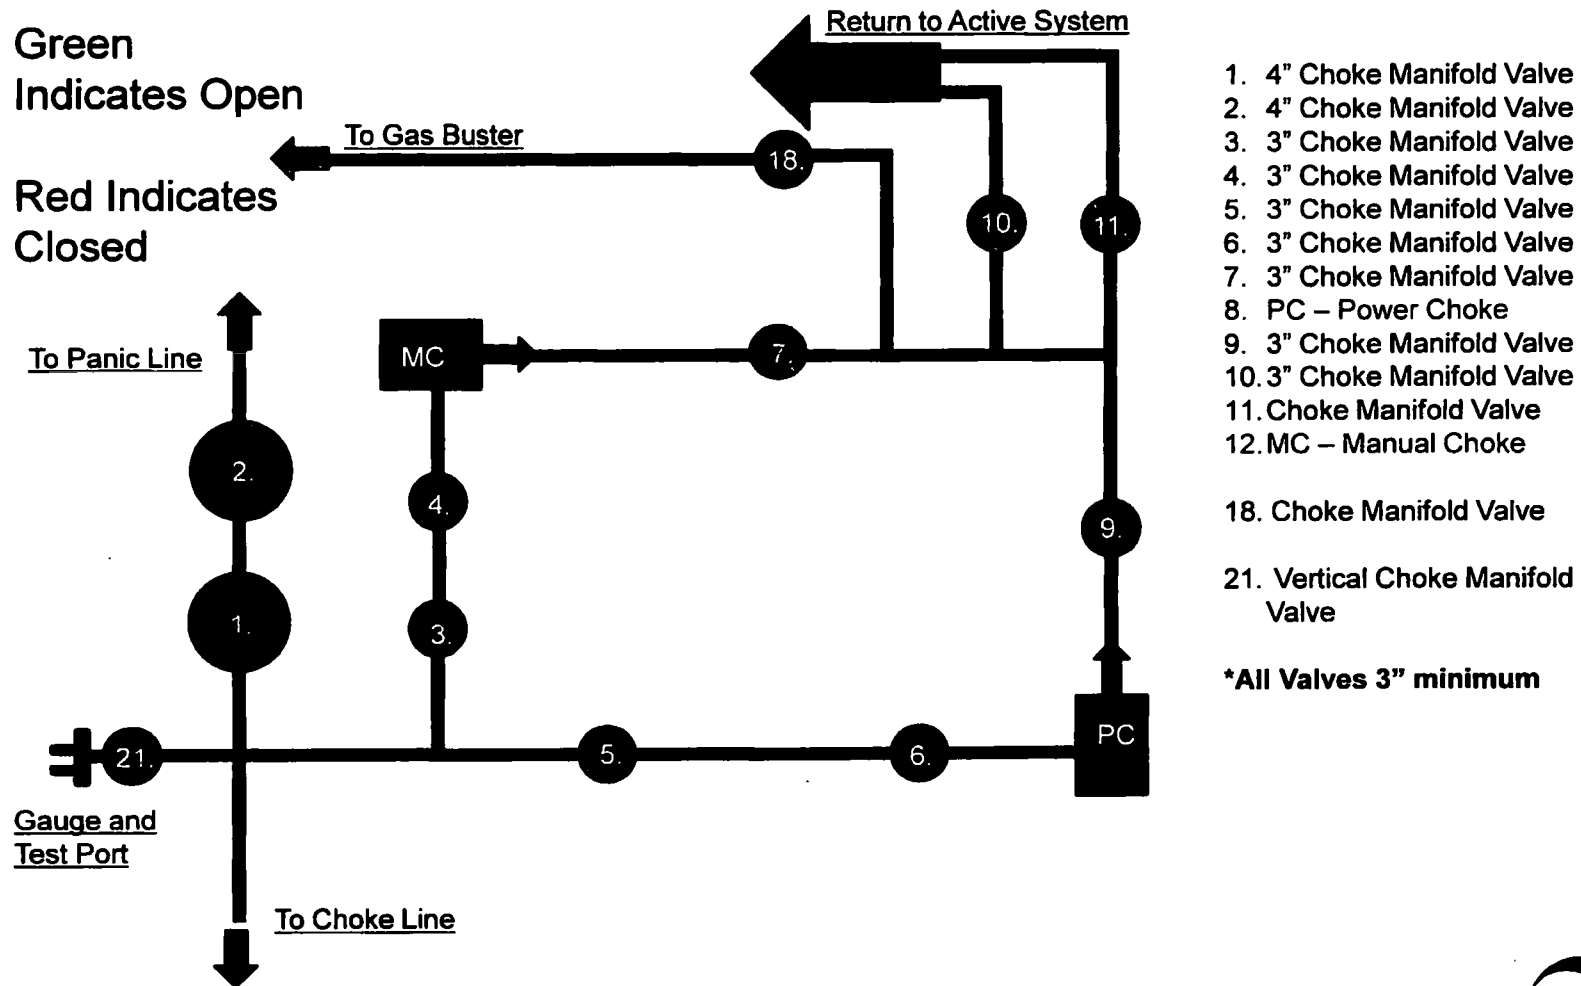 Green
Indicates Open
Red Indicates
Closed
Return to Active System
To Gas Buster
18.
10.
11.
To Panic Line
MC
7.
2.
4.
9.
1.
3.
21.
5.
6.
PC
Gauge and
Test Port
To Choke Line
1. 4" Choke Manifold Valve
2. 4" Choke Manifold Valve
3. 3" Choke Manifold Valve
4. 3" Choke Manifold Valve
5. 3" Choke Manifold Valve
6. 3" Choke Manifold Valve
7. 3" Choke Manifold Valve
8. PC – Power Choke
9. 3" Choke Manifold Valve
10. 3" Choke Manifold Valve
11. Choke Manifold Valve
12. MC – Manual Choke
18. Choke Manifold Valve
21. Vertical Choke Manifold
Valve
*All Valves 3" minimum